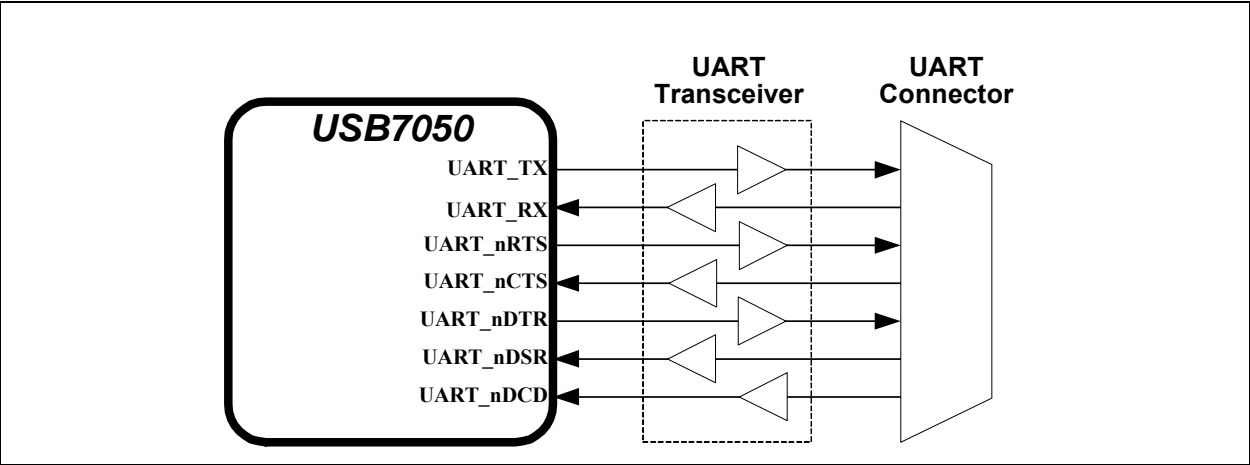 UART
Transceiver
UART
Connector
USB7050
UART_TX
UART_RX
UART_nRTS
UART_nCTS
UART_nDTR
UART_nDSR
UART_nDCD